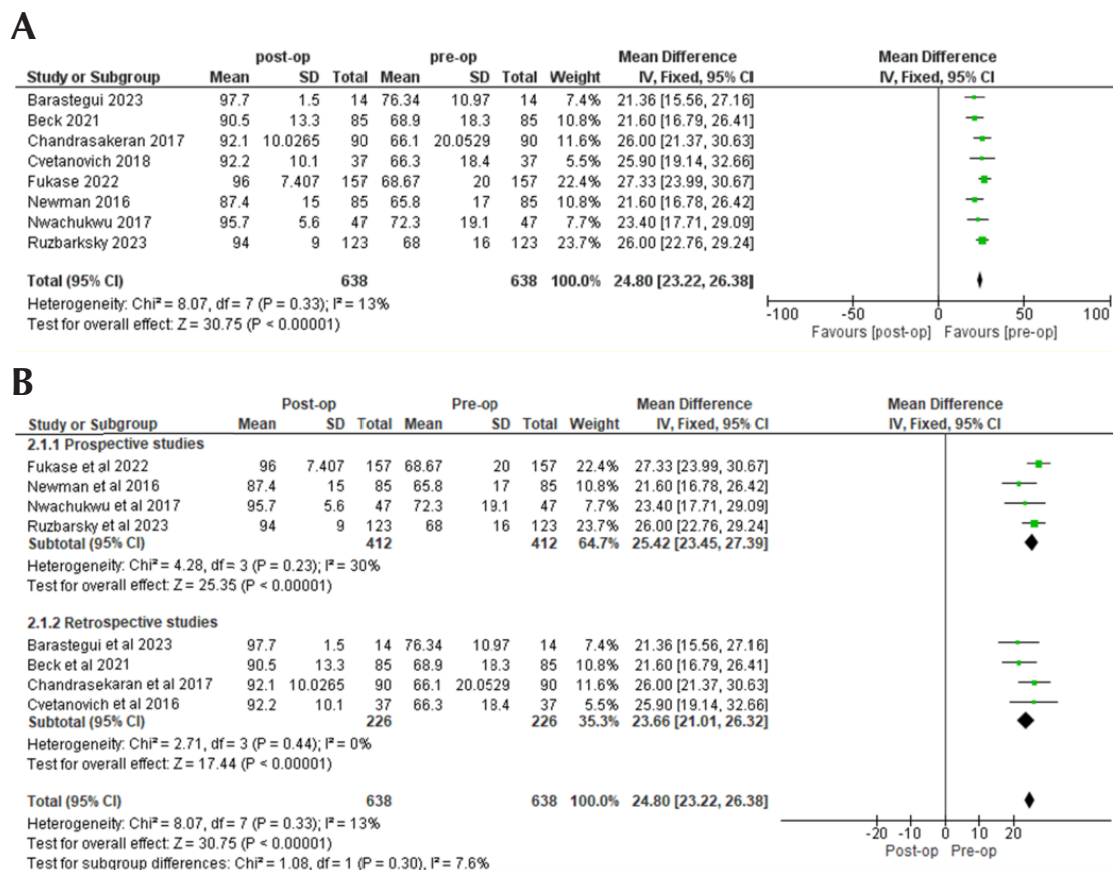 A
post-op pre-op Mean Difference Mean Difference
Study or Subgroup Mean SD Total Mean SD Total Weight IV, Fixed, 95% CI IV, Fixed, 95% CI
Barastegui 2023 97.7 1.5 14 76.34 10.97 14 7.4% 21.36 [15.56, 27.16]
Beck 2021 90.5 13.3 85 68.9 18.3 85 10.8% 21.60 [16.79, 26.41]
Chandrasakeran 2017 92.1 10.0265 90 66.1 20.0529 90 11.6% 26.00 [21.37, 30.63]
Cvetanovich 2018 92.2 10.1 37 66.3 18.4 37 5.5% 25.90 [19.14, 32.66]
Fukase 2022 96 7.407 157 68.67 20 157 22.4% 27.33 [23.99, 30.67]
Newman 2016 87.4 15 85 65.8 17 85 10.8% 21.60 [16.78, 26.42]
Nwachukwu 2017 95.7 5.6 47 72.3 19.1 47 7.7% 23.40 [17.71, 29.09]
Ruzbarksky 2023 94 9 123 68 16 123 23.7% 26.00 [22.76, 29.24]
Total (95% CI) 638 638 100.0% 24.80 [23.22, 26.38]
Heterogeneity: Chi² = 8.07, df = 7 (P = 0.33); I² = 13%
Test for overall effect: Z = 30.75 (P < 0.00001)
-100 -50 0 50 100
Favours [post-op] Favours [pre-op]
B
Post-op Pre-op Mean Difference Mean Difference
Study or Subgroup Mean SD Total Mean SD Total Weight IV, Fixed, 95% CI IV, Fixed, 95% CI
2.1.1 Prospective studies
Fukase et al 2022 96 7.407 157 68.67 20 157 22.4% 27.33 [23.99, 30.67]
Newman et al 2016 87.4 15 85 65.8 17 85 10.8% 21.60 [16.78, 26.42]
Nwachukwu et al 2017 95.7 5.6 47 72.3 19.1 47 7.7% 23.40 [17.71, 29.09]
Ruzbarsky et al 2023 94 9 123 68 16 123 23.7% 26.00 [22.76, 29.24]
Subtotal (95% CI) 412 412 64.7% 25.42 [23.45, 27.39]
Heterogeneity: Chi² = 4.28, df = 3 (P = 0.23); I² = 30%
Test for overall effect: Z = 25.35 (P < 0.00001)
2.1.2 Retrospective studies
Barastegui et al 2023 97.7 1.5 14 76.34 10.97 14 7.4% 21.36 [15.56, 27.16]
Beck et al 2021 90.5 13.3 85 68.9 18.3 85 10.8% 21.60 [16.79, 26.41]
Chandrasekaran et al 2017 92.1 10.0265 90 66.1 20.0529 90 11.6% 26.00 [21.37, 30.63]
Cvetanovich et al 2016 92.2 10.1 37 66.3 18.4 37 5.5% 25.90 [19.14, 32.66]
Subtotal (95% CI) 226 226 35.3% 23.66 [21.01, 26.32]
Heterogeneity: Chi² = 2.71, df = 3 (P = 0.44); I² = 0%
Test for overall effect: Z = 17.44 (P < 0.00001)
Total (95% CI) 638 638 100.0% 24.80 [23.22, 26.38]
Heterogeneity: Chi² = 8.07, df = 7 (P = 0.33); I² = 13%
Test for overall effect: Z = 30.75 (P < 0.00001)
Test for subgroup differences: Chi² = 1.08, df = 1 (P = 0.30), I² = 7.6%
-20 -10 0 10 20
Post-op Pre-op